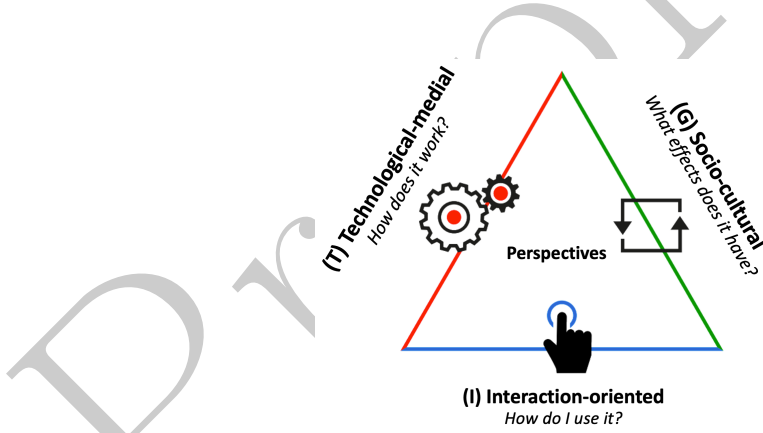 (T) Technological-medial
How does it work?
(G) Socio-cultural
What effects does it have?
Perspectives
(I) Interaction-oriented
How do I use it?